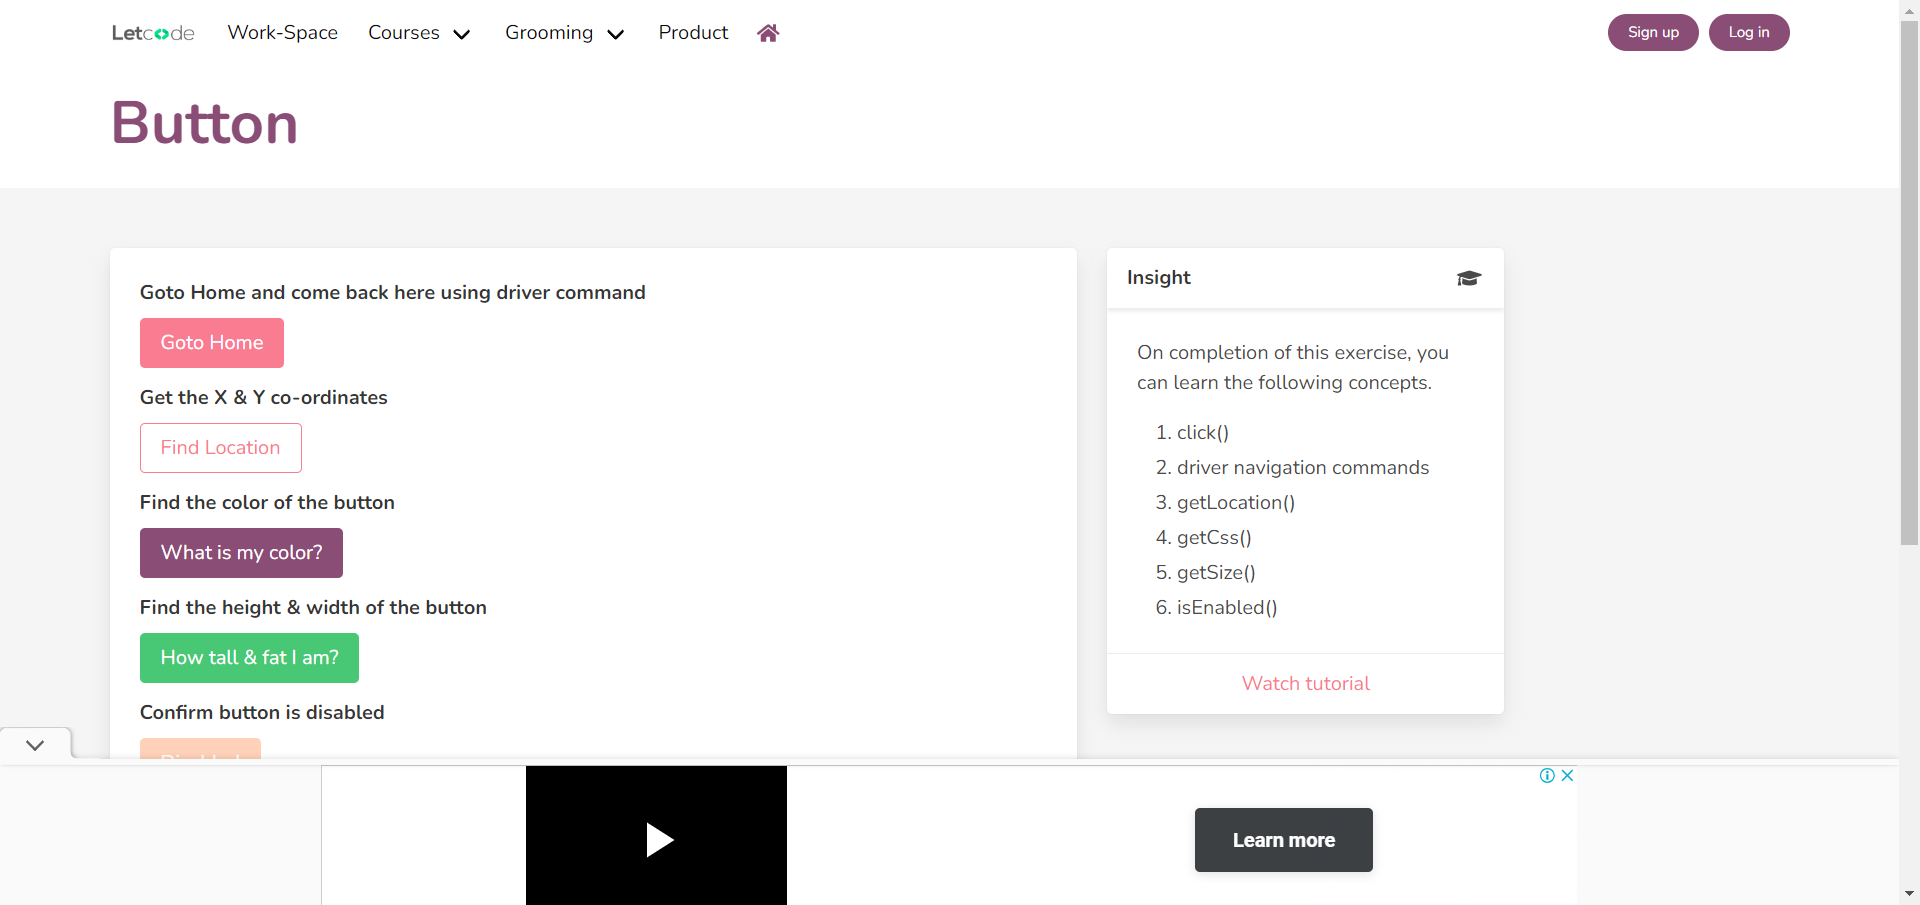 Letcode Work-Space Courses Grooming Product Sign up Log in
Button
Goto Home and come back here using driver command
Goto Home
Get the X & Y co-ordinates
Find Location
Find the color of the button
What is my color?
Find the height & width of the button
How tall & fat I am?
Confirm button is disabled
Insight
On completion of this exercise, you
can learn the following concepts.
1. click()
2. driver navigation commands
3. getLocation()
4. getCss()
5. getSize()
6. isEnabled()
Watch tutorial
Learn more